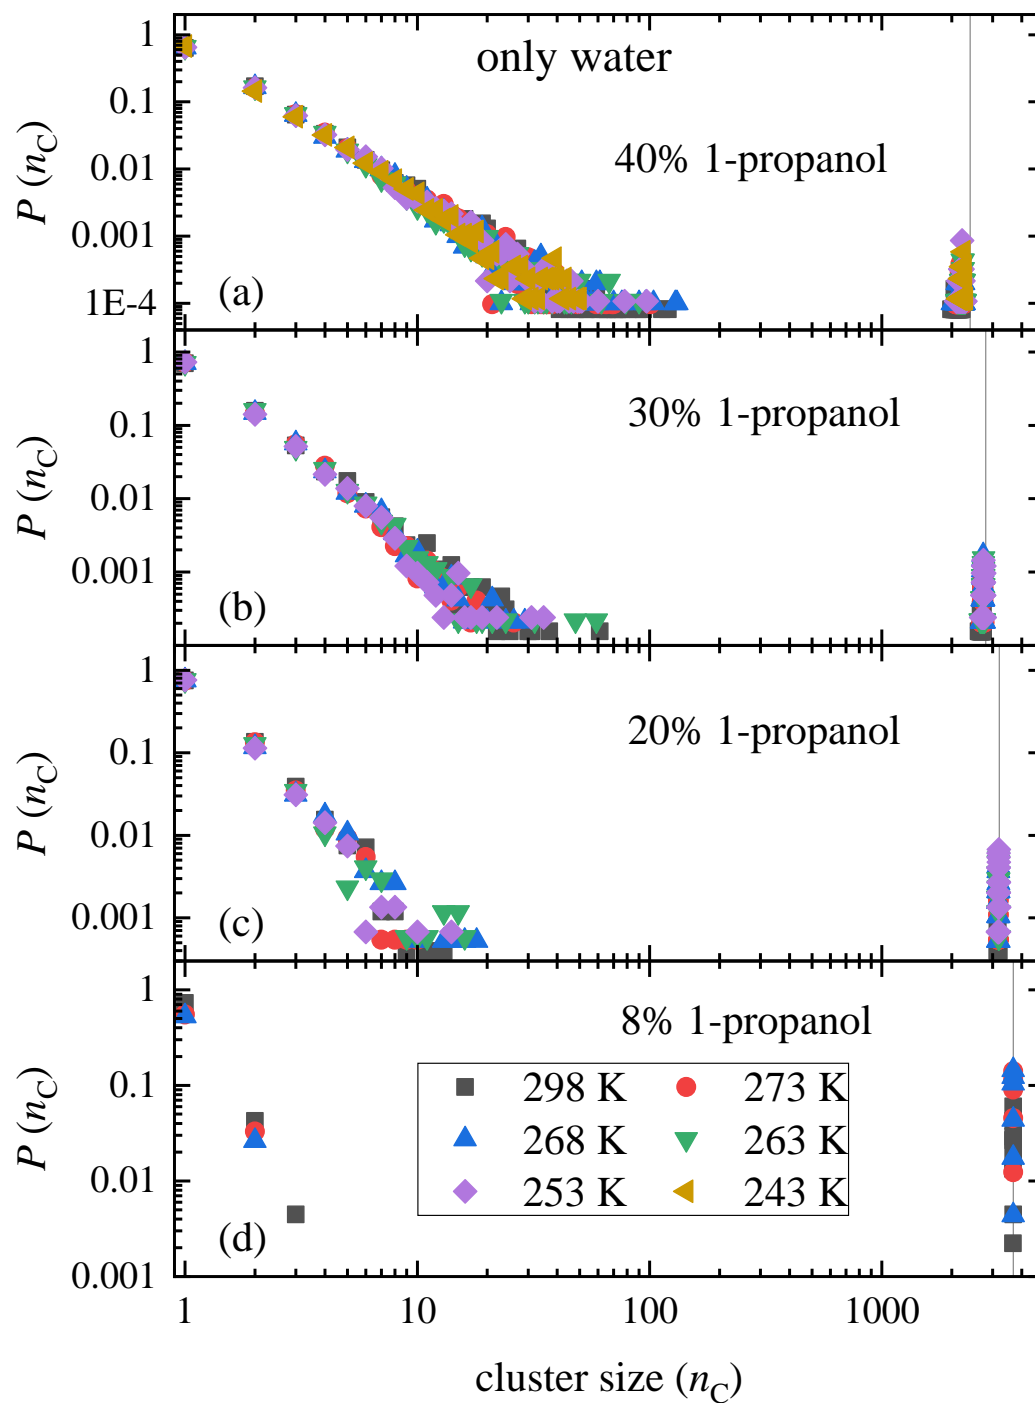 only water
40% 1-propanol
1
0.1
0.01
0.001
1E-4
P (nC)
(a)
30% 1-propanol
1
0.1
0.01
0.001
P (nC)
(b)
20% 1-propanol
1
0.1
0.01
0.001
P (nC)
(c)
8% 1-propanol
1
0.1
0.01
0.001
P (nC)
(d)
298 K 273 K
268 K 263 K
253 K 243 K
1 10 100 1000
cluster size (nC)